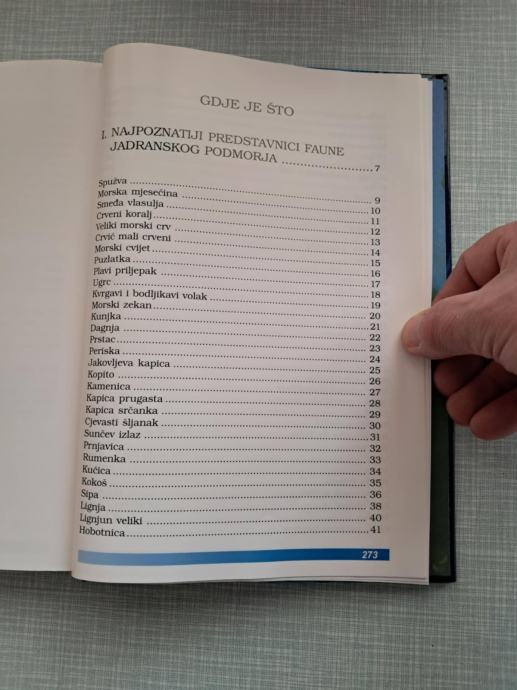 GDJE JE ŠTO
I. NAJPOZNATIJI PREDSTAVNICI FAUNE
JADRANSKOG PODMORJA ........................ 7
Spužva ........................ 9
Morska mjesečina ........................ 10
Smeđa vlasulja ........................ 11
Crveni koralj ........................ 12
Veliki morski crv ........................ 13
Crvić mali crveni ........................ 14
Morski cvijet ........................ 15
Puzlatka ........................ 16
Plavi priljepak ........................ 17
Ugrc ........................ 18
Kvrgavi i bodljikavi volak ........................ 19
Morski zekan ........................ 20
Kunjka ........................ 21
Dagnja ........................ 22
Prstac ........................ 23
Periska ........................ 24
Jakovljeva kapica ........................ 25
Kopito ........................ 26
Kamenica ........................ 27
Kapica prugasta ........................ 28
Kapica srčanka ........................ 29
Cjevasti šljanak ........................ 30
Sunčev izlaz ........................ 31
Prnjavica ........................ 32
Rumenka ........................ 33
Kućica ........................ 34
Kokoš ........................ 35
Sipa ........................ 36
Lignja ........................ 38
Lignjun veliki ........................ 40
Hobotnica ........................ 41
273